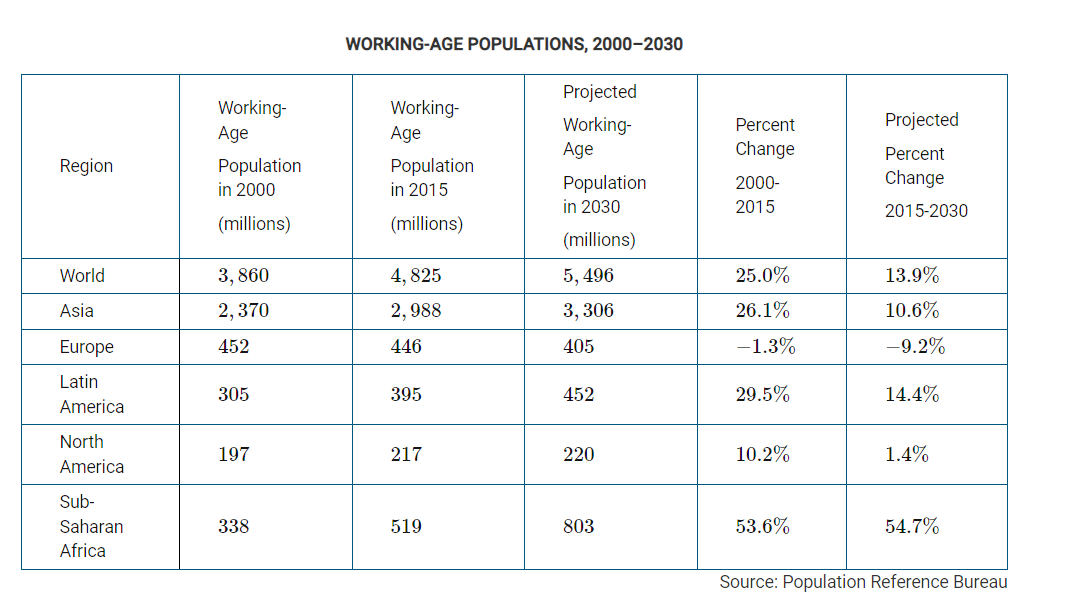 WORKING-AGE POPULATIONS, 2000–2030
Region
Working-
Age
Population
in 2000
(millions)
Working-
Age
Population
in 2015
(millions)
Projected
Working-
Age
Population
in 2030
(millions)
Percent
Change
2000-
2015
Projected
Percent
Change
2015-2030
World 3,860 4,825 5,496 25.0% 13.9%
Asia 2,370 2,988 3,306 26.1% 10.6%
Europe 452 446 405 −1.3% −9.2%
Latin
America 305 395 452 29.5% 14.4%
North
America 197 217 220 10.2% 1.4%
Sub-
Saharan
Africa 338 519 803 53.6% 54.7%
Source: Population Reference Bureau